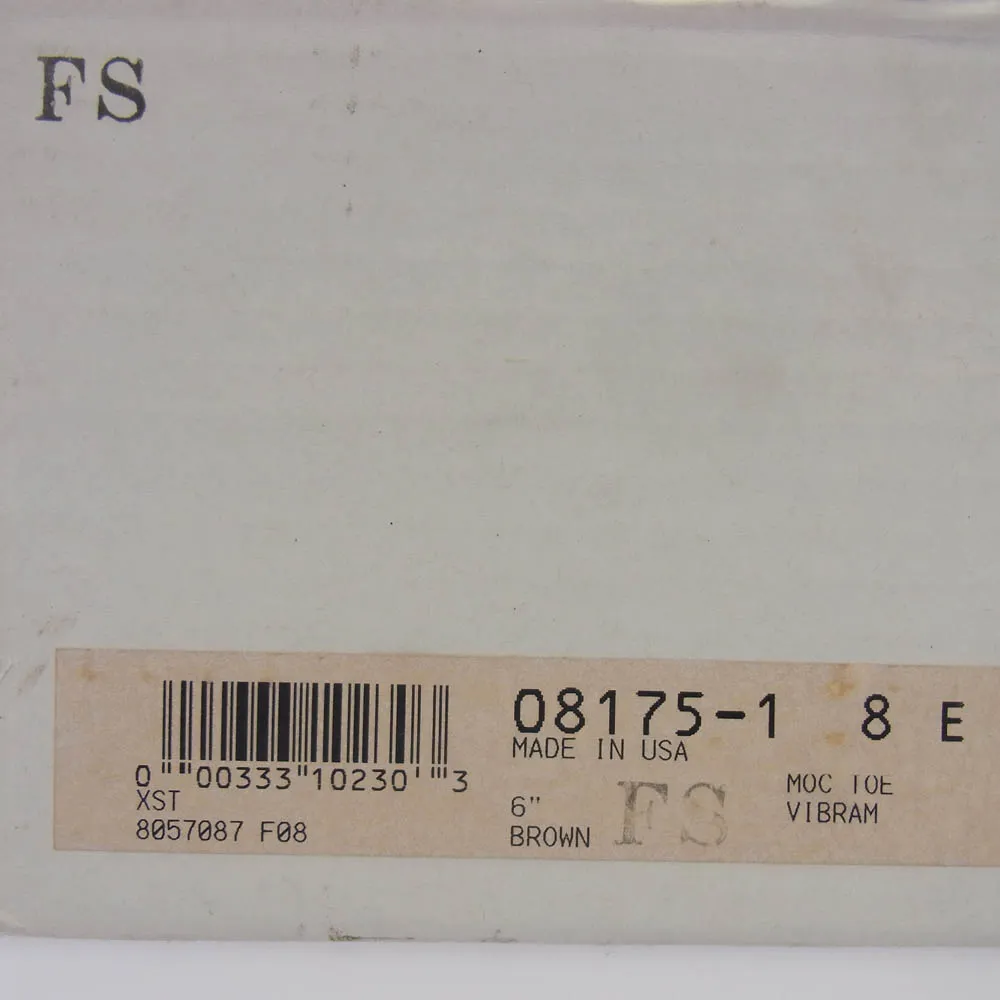 FS
08175-1 8 E
MADE IN USA
0 00333 10230 3
XST
8057087 F08
6"
BROWN
FS
MOC TOE
VIBRAM